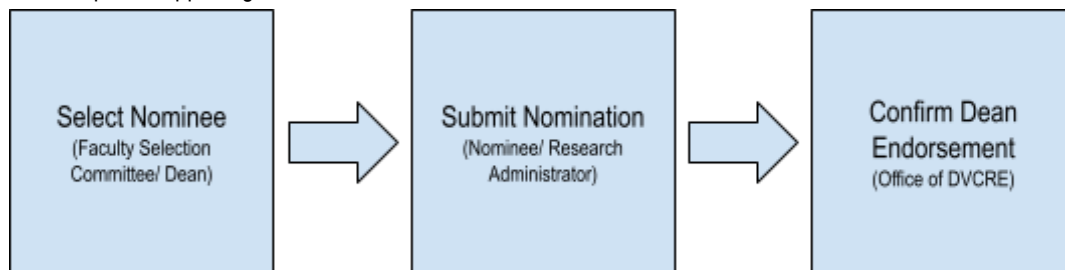 Select Nominee
(Faculty Selection
Committee/ Dean)
Submit Nomination
(Nominee/ Research
Administrator)
Confirm Dean
Endorsement
(Office of DVCRE)